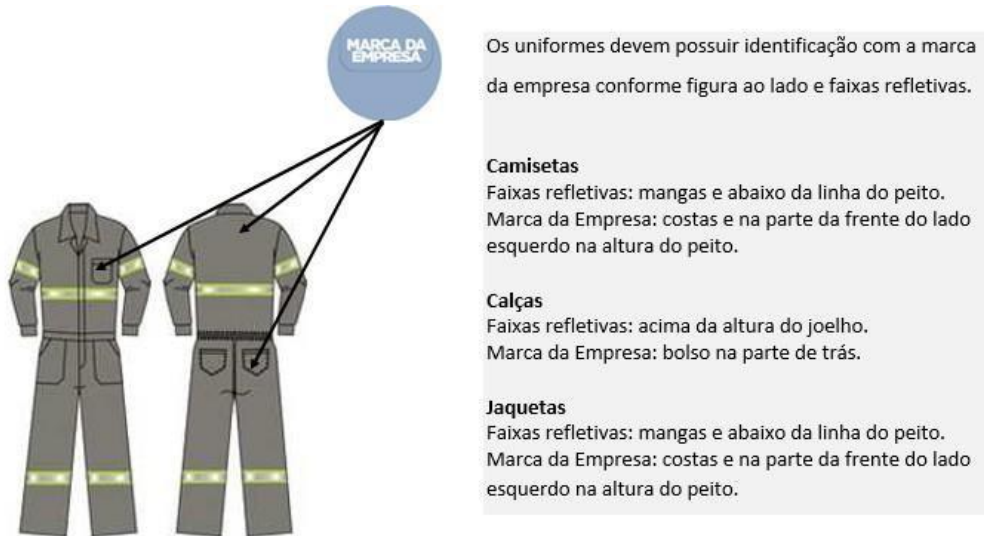 MARCA DA
EMPRESA
Os uniformes devem possuir identificação com a marca
da empresa conforme figura ao lado e faixas refletivas.
Camisetas
Faixas refletivas: mangas e abaixo da linha do peito.
Marca da Empresa: costas e na parte da frente do lado
esquerdo na altura do peito.
Calças
Faixas refletivas: acima da altura do joelho.
Marca da Empresa: bolso na parte de trás.
Jaquetas
Faixas refletivas: mangas e abaixo da linha do peito.
Marca da Empresa: costas e na parte da frente do lado
esquerdo na altura do peito.